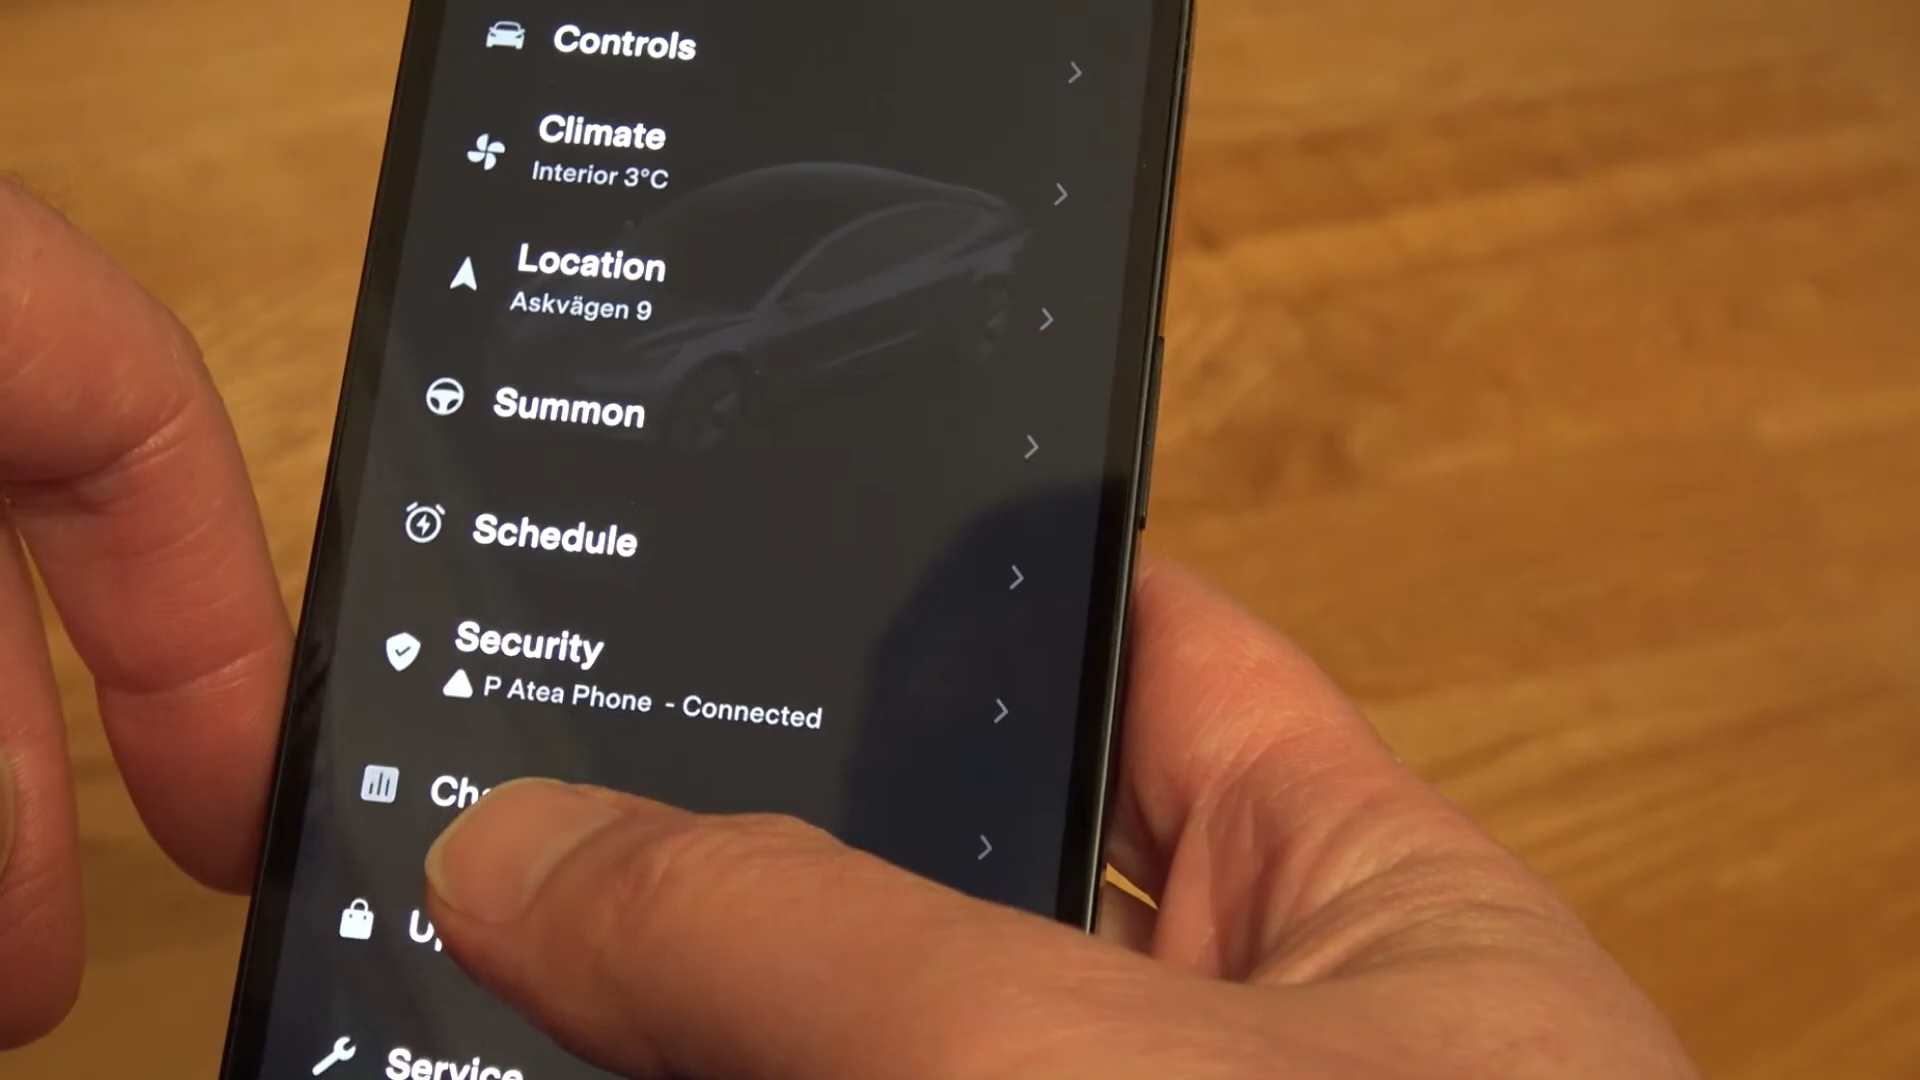 Controls
Climate
Interior 3°C
Location
Askvägen 9
Summon
Schedule
Security
P Atea Phone - Connected
Service